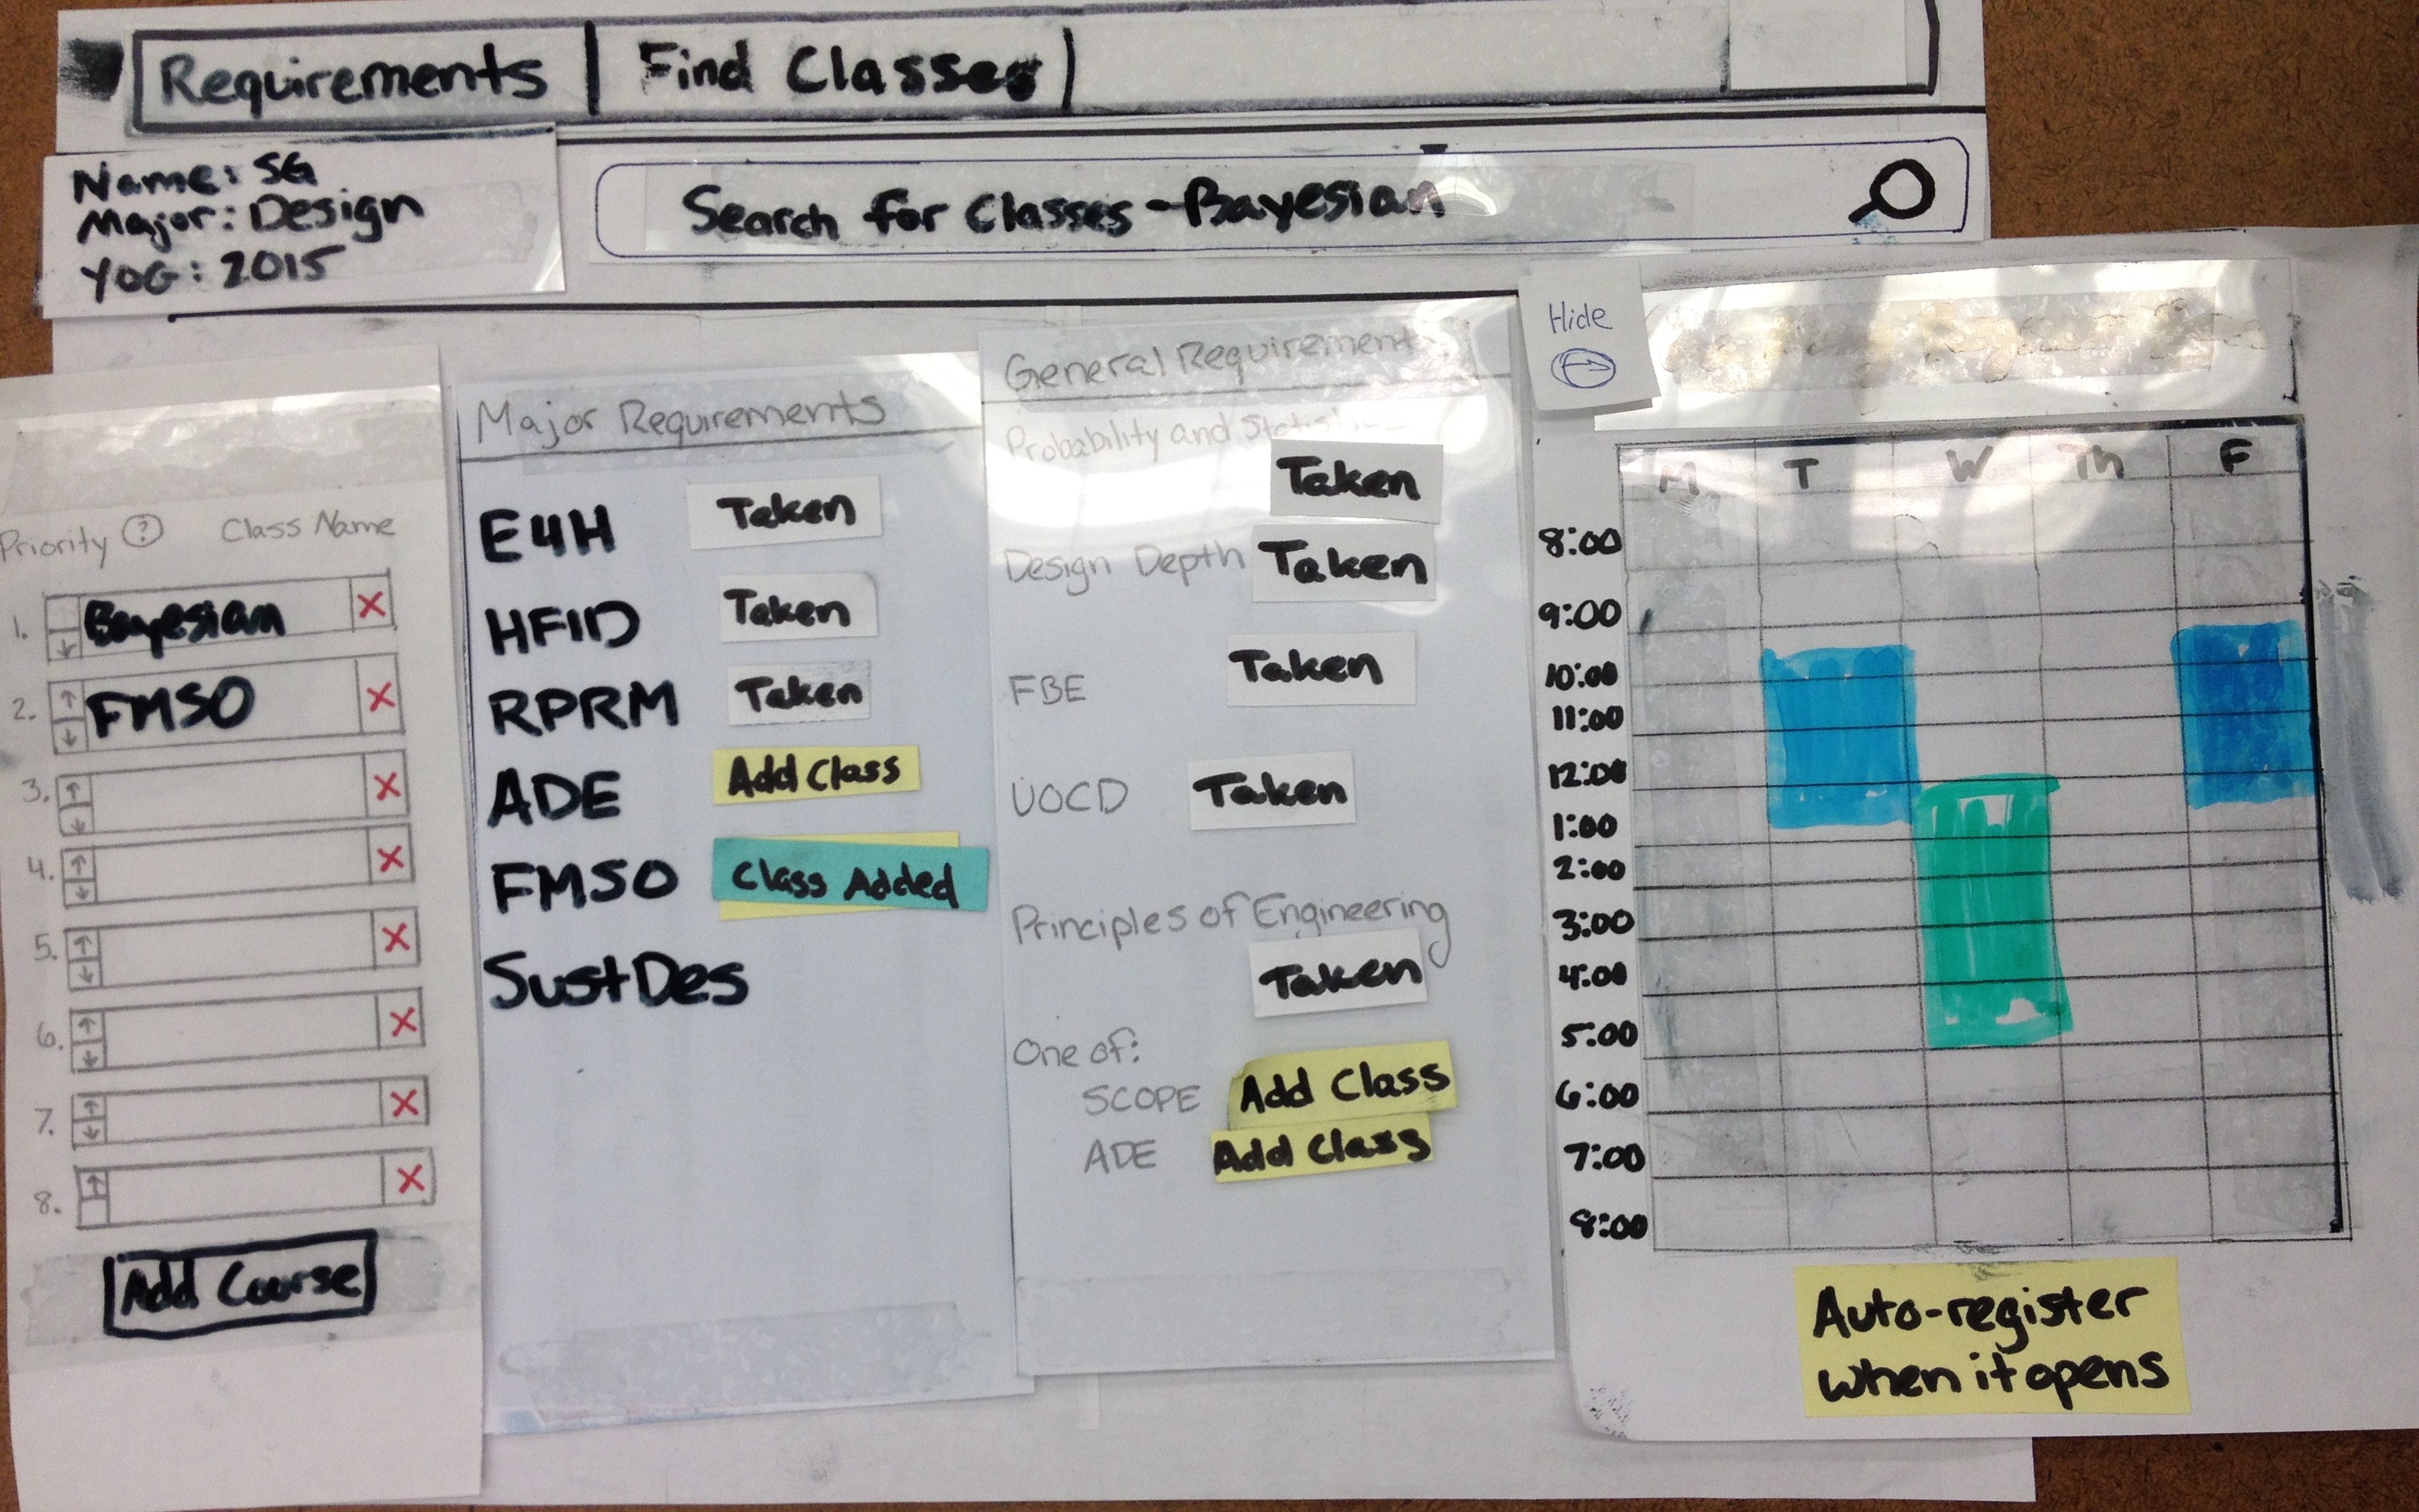 Requirements
Find Classes
Name: SG
Major: Design
YOG: 2015
Search for Classes - Bayesian
Hide
Priority ? Class Name
1. Bayesian X
2. FMSO X
3. X
4. X
5. X
6. X
7. X
8. X
Add Course
Major Requirements
E4H Taken
HFID Taken
RPRM Taken
ADE Add Class
FMSO Class Added
SustDes
General Requirement
Probability and
Taken
Design Depth Taken
FBE Taken
UOCD Taken
Principles of Engineering
Taken
One of:
SCOPE Add Class
ADE Add Class
M T W Th F
8:00
9:00
10:00
11:00
12:00
1:00
2:00
3:00
4:00
5:00
6:00
7:00
8:00
Auto-register
when it opens